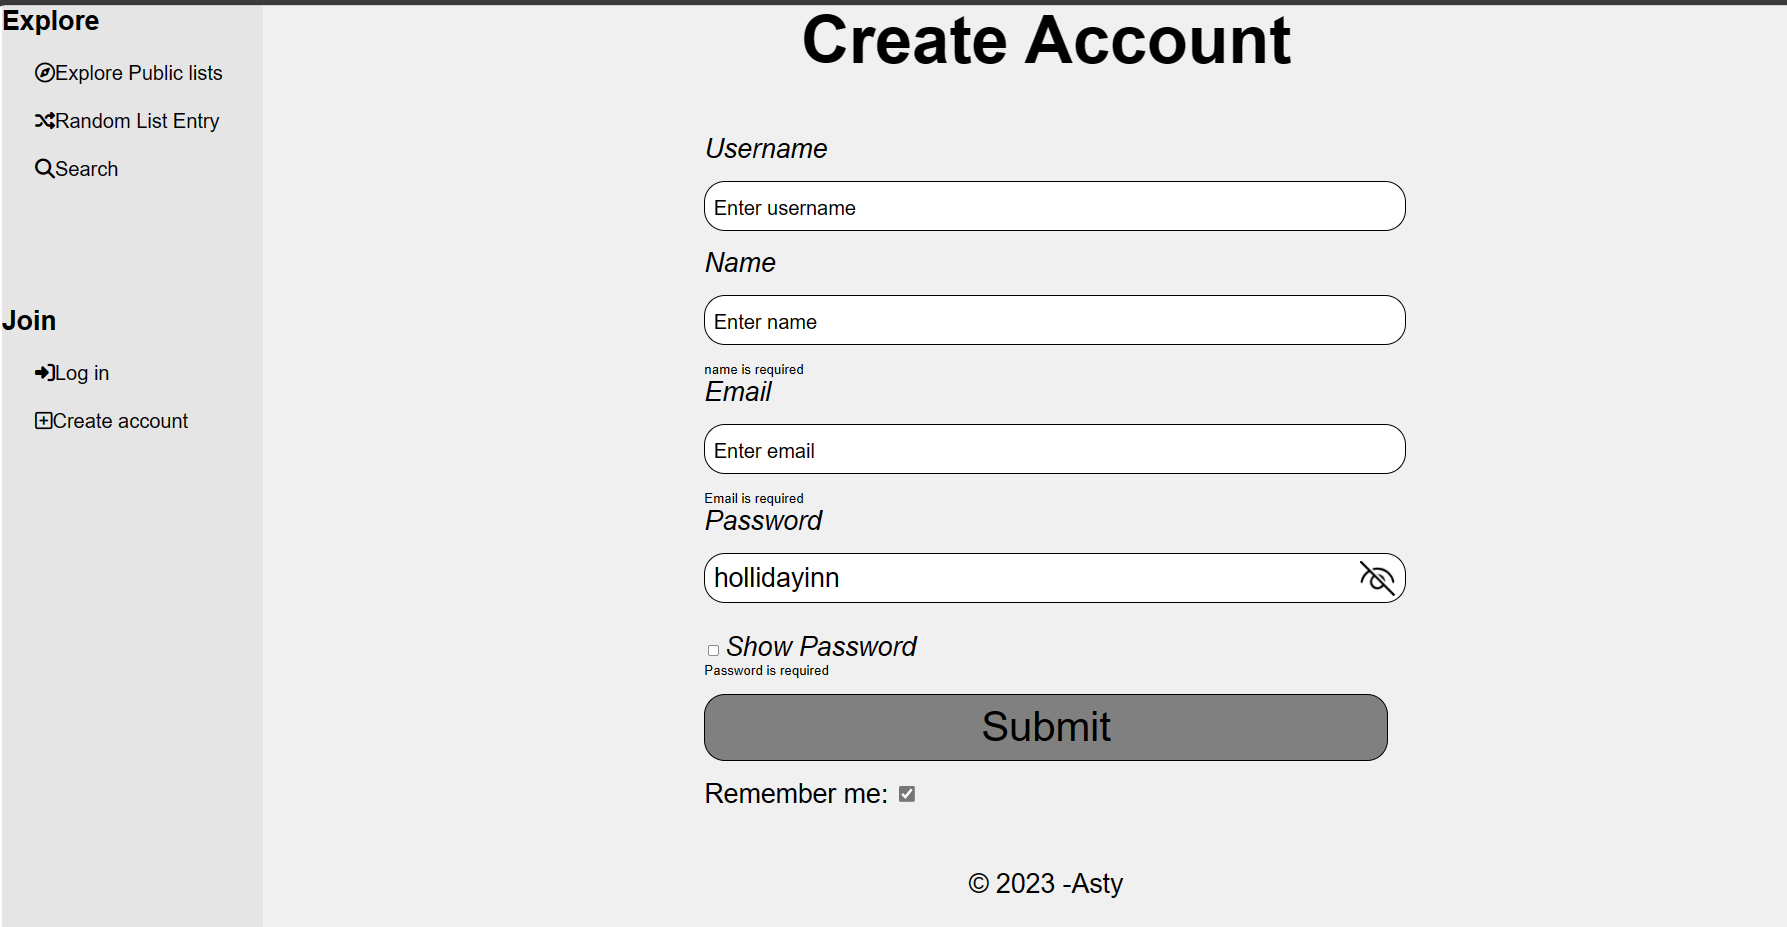 Explore
Explore Public lists
Random List Entry
Search
Join
Log in
Create account
Create Account
Username
Enter username
Name
Enter name
name is required
Email
Enter email
Email is required
Password
hollidayinn
Show Password
Password is required
Submit
Remember me:
© 2023 -Asty